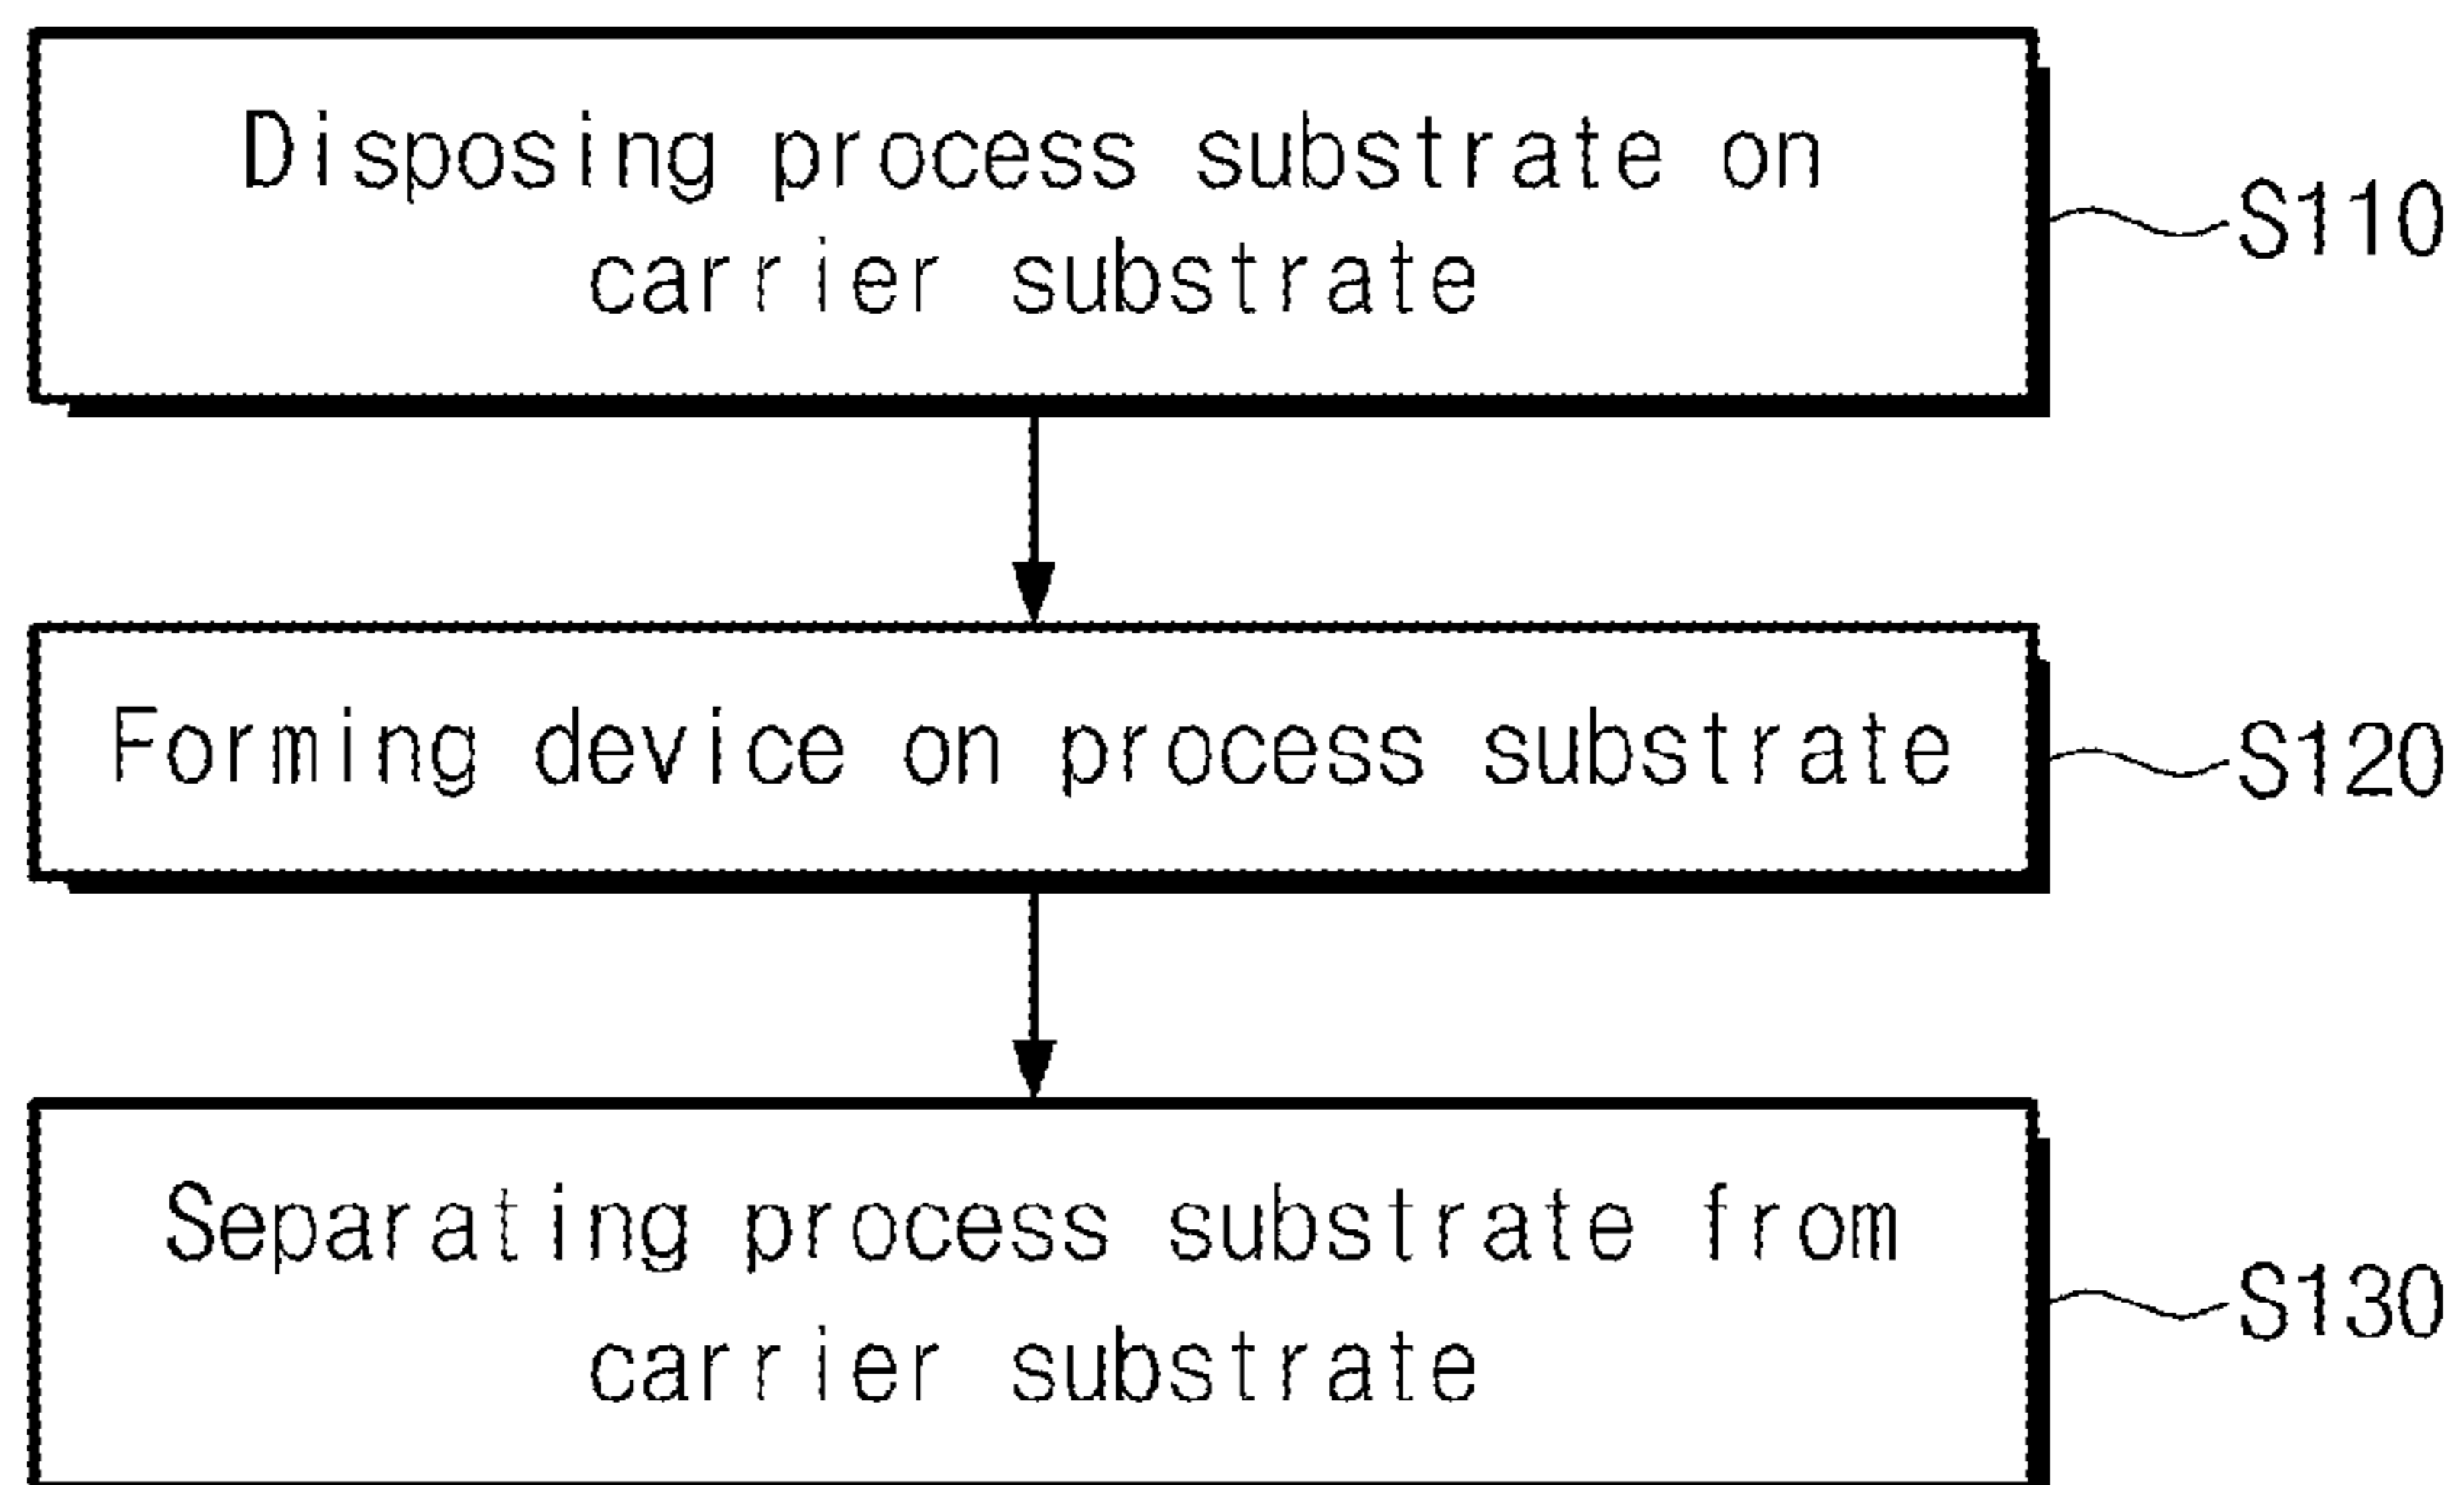 Disposing process substrate on
carrier substrate
S110
Forming device on process substrate
S120
Separating process substrate from
carrier substrate
S130